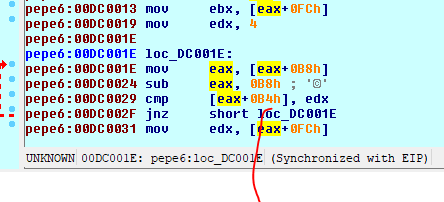 pepe6:00DC0013 mov ebx, [eax+0FCh]
pepe6:00DC0019 mov edx, 4
pepe6:00DC001E
pepe6:00DC001E loc_DC001E:
pepe6:00DC001E mov eax, [eax+0B8h]
pepe6:00DC0024 sub eax, 0B8h ; '@'
pepe6:00DC0029 cmp [eax+0B4h], edx
pepe6:00DC002F jnz short loc_DC001E
pepe6:00DC0031 mov edx, [eax+0FCh]
UNKNOWN 00DC001E: pepe6:loc_DC001E (Synchronized with EIP)